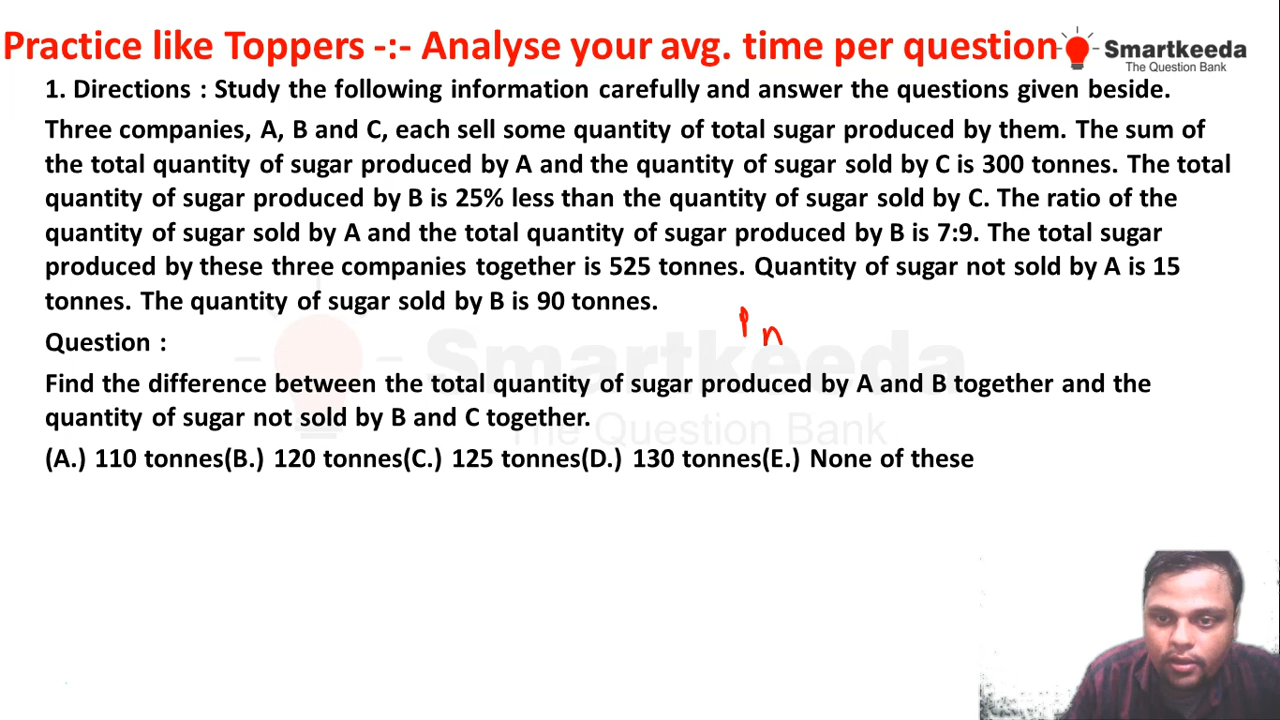 Practice like Toppers -:- Analyse your avg. time per question
Smartkeeda
The Question Bank
1. Directions : Study the following information carefully and answer the questions given beside.
Three companies, A, B and C, each sell some quantity of total sugar produced by them. The sum of
the total quantity of sugar produced by A and the quantity of sugar sold by C is 300 tonnes. The total
quantity of sugar produced by B is 25% less than the quantity of sugar sold by C. The ratio of the
quantity of sugar sold by A and the total quantity of sugar produced by B is 7:9. The total sugar
produced by these three companies together is 525 tonnes. Quantity of sugar not sold by A is 15
tonnes. The quantity of sugar sold by B is 90 tonnes.
Question :
Find the difference between the total quantity of sugar produced by A and B together and the
quantity of sugar not sold by B and C together.
(A.) 110 tonnes(B.) 120 tonnes(C.) 125 tonnes(D.) 130 tonnes(E.) None of these
Smartkeeda
The Question Bank